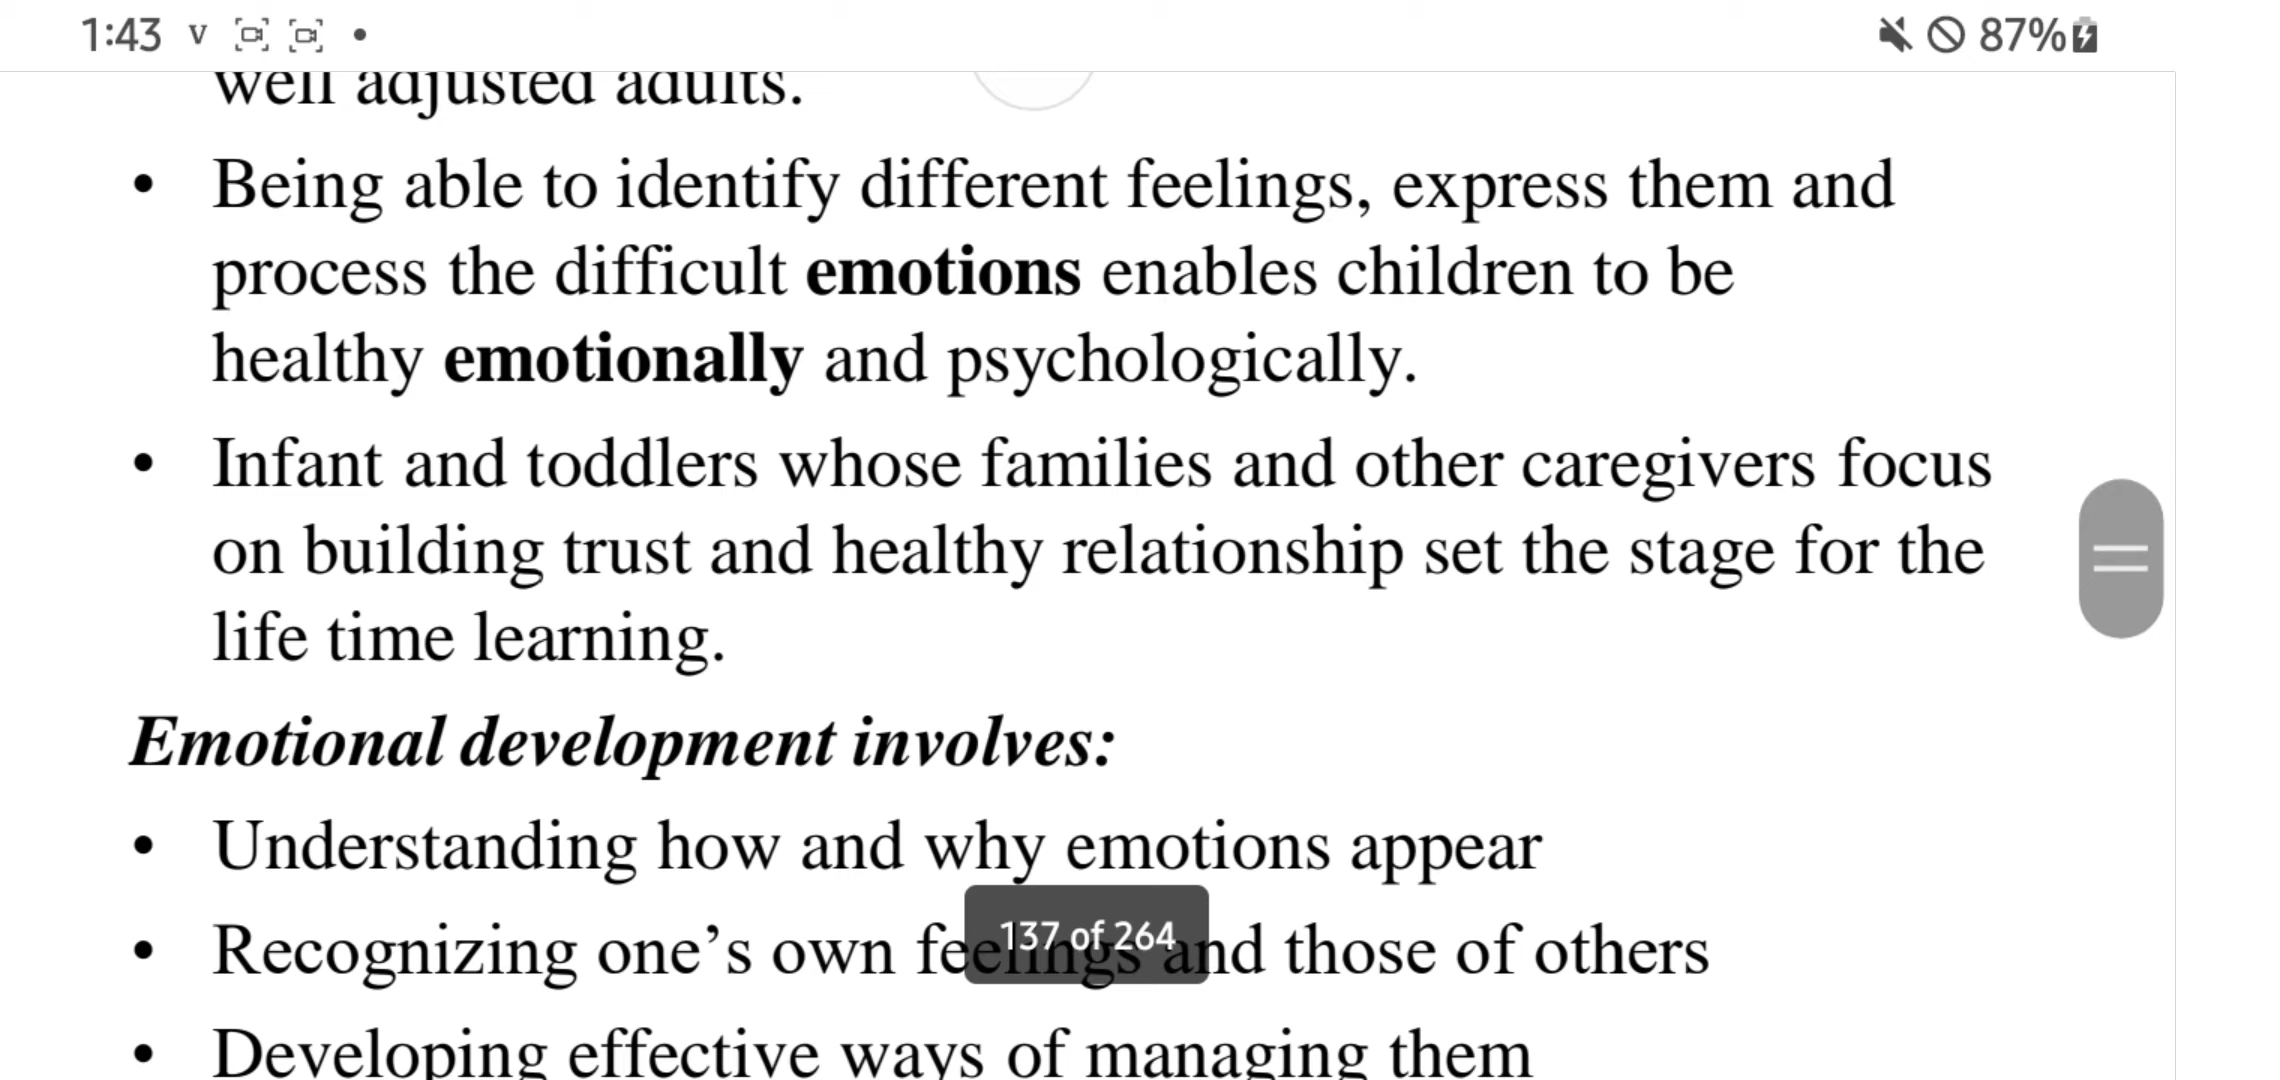 1:43 V 87%
well adjusted adults.
• Being able to identify different feelings, express them and
process the difficult emotions enables children to be
healthy emotionally and psychologically.
• Infant and toddlers whose families and other caregivers focus
on building trust and healthy relationship set the stage for the
life time learning.
Emotional development involves:
• Understanding how and why emotions appear
137 of 264
• Recognizing one’s own feelings and those of others
• Developing effective ways of managing them